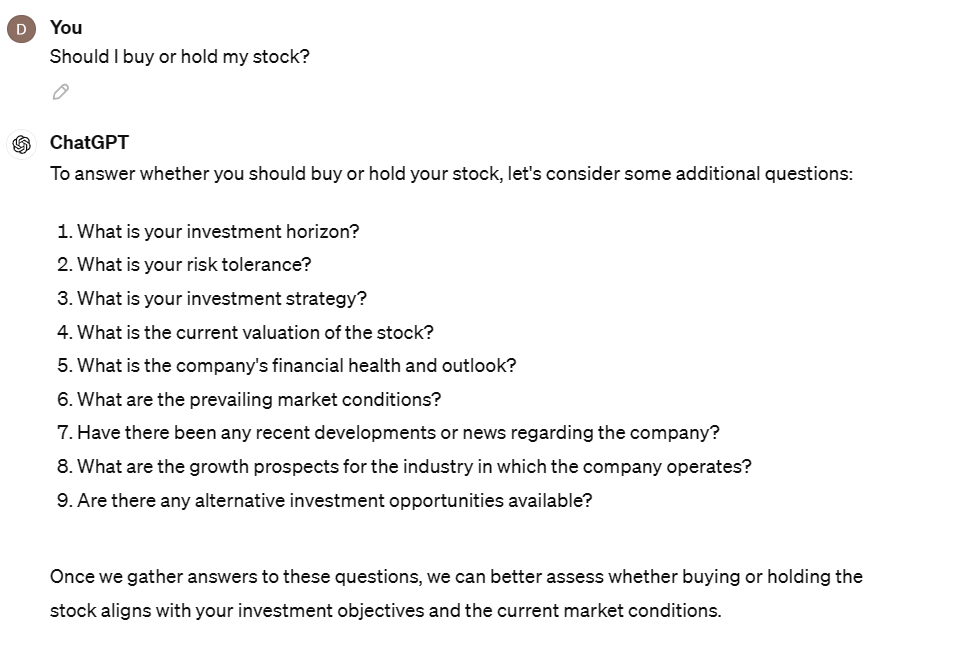 D
You
Should I buy or hold my stock?
ChatGPT
To answer whether you should buy or hold your stock, let's consider some additional questions:
1. What is your investment horizon?
2. What is your risk tolerance?
3. What is your investment strategy?
4. What is the current valuation of the stock?
5. What is the company's financial health and outlook?
6. What are the prevailing market conditions?
7. Have there been any recent developments or news regarding the company?
8. What are the growth prospects for the industry in which the company operates?
9. Are there any alternative investment opportunities available?
Once we gather answers to these questions, we can better assess whether buying or holding the
stock aligns with your investment objectives and the current market conditions.